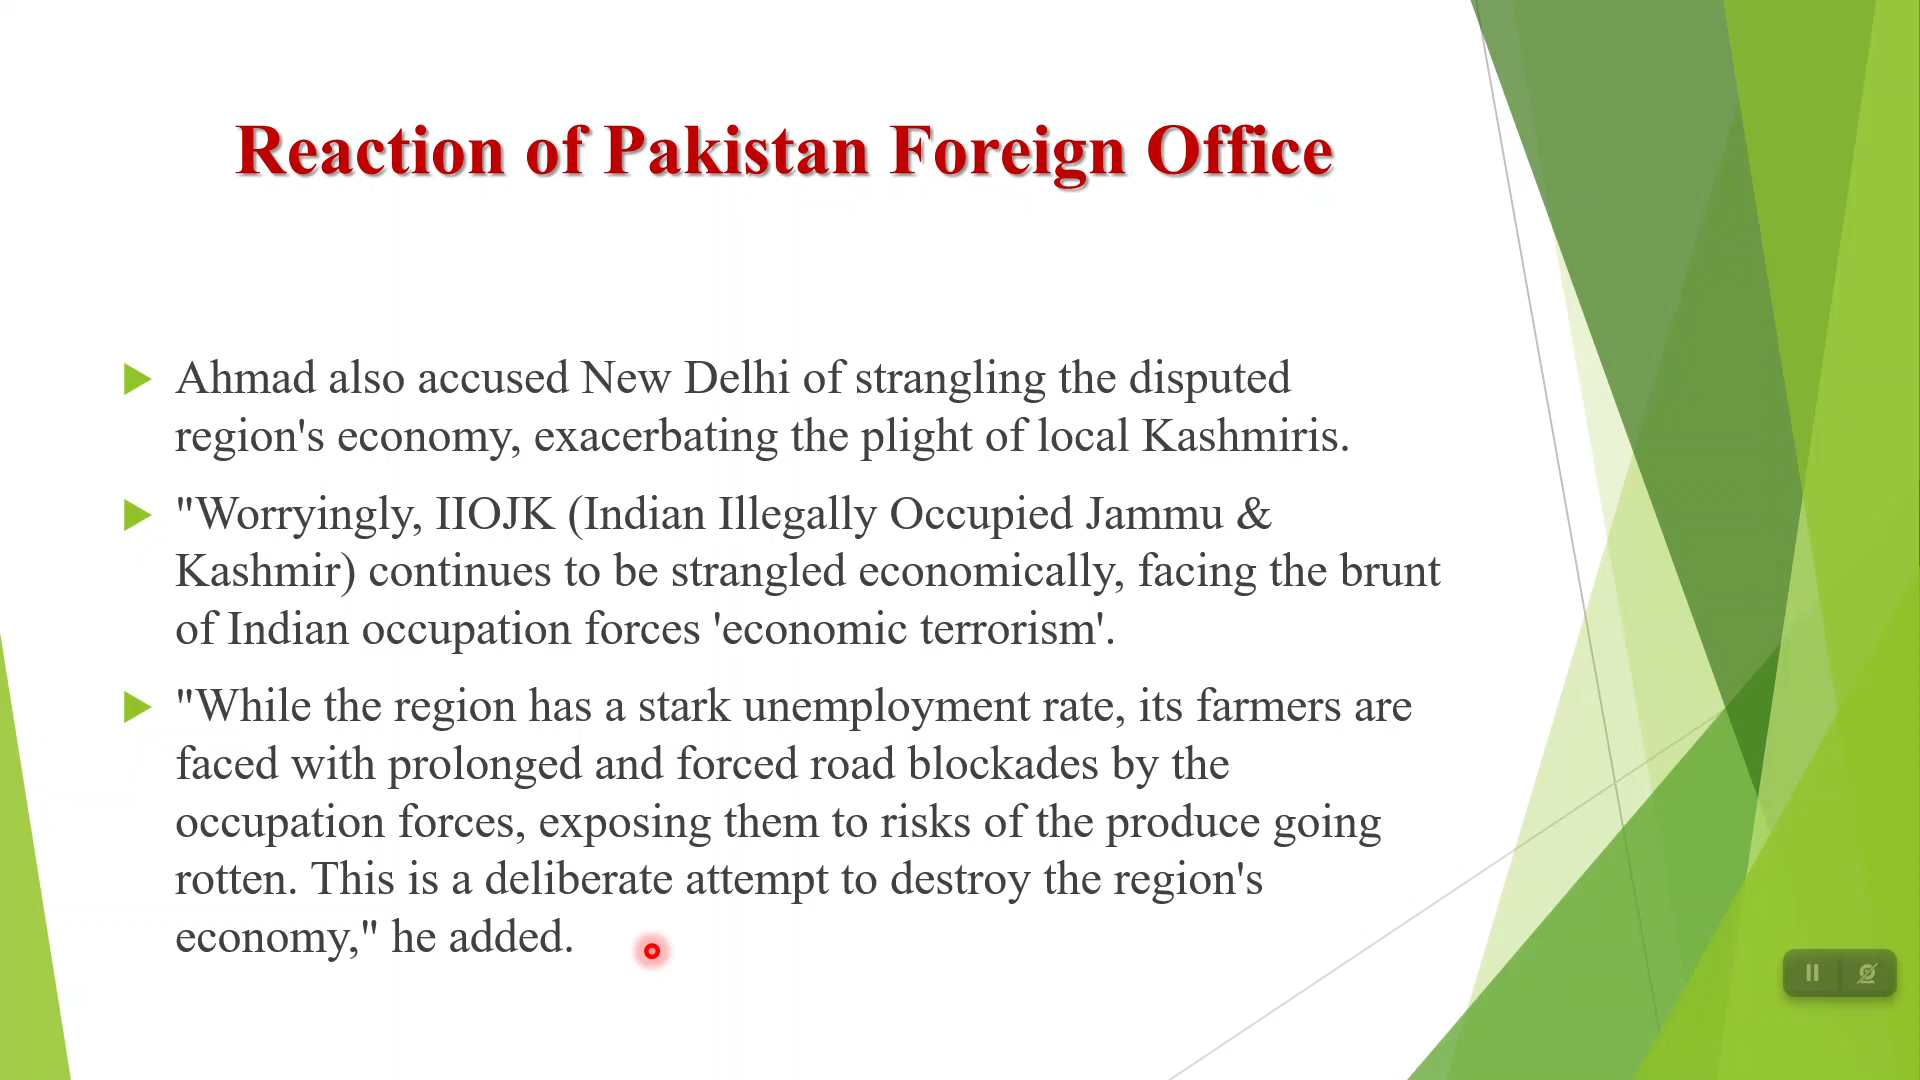 Reaction of Pakistan Foreign Office
Ahmad also accused New Delhi of strangling the disputed
region's economy, exacerbating the plight of local Kashmiris.
"Worryingly, IIOJK (Indian Illegally Occupied Jammu &
Kashmir) continues to be strangled economically, facing the brunt
of Indian occupation forces 'economic terrorism'.
"While the region has a stark unemployment rate, its farmers are
faced with prolonged and forced road blockades by the
occupation forces, exposing them to risks of the produce going
rotten. This is a deliberate attempt to destroy the region's
economy," he added.